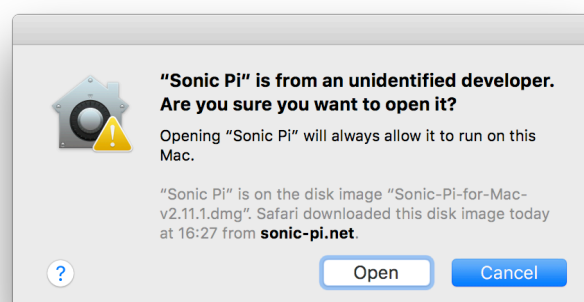 “Sonic Pi” is from an unidentified developer.
Are you sure you want to open it?
Opening “Sonic Pi” will always allow it to run on this
Mac.
“Sonic Pi” is on the disk image “Sonic-Pi-for-Mac-
v2.11.1.dmg”. Safari downloaded this disk image today
at 16:27 from sonic-pi.net.
?
Open
Cancel